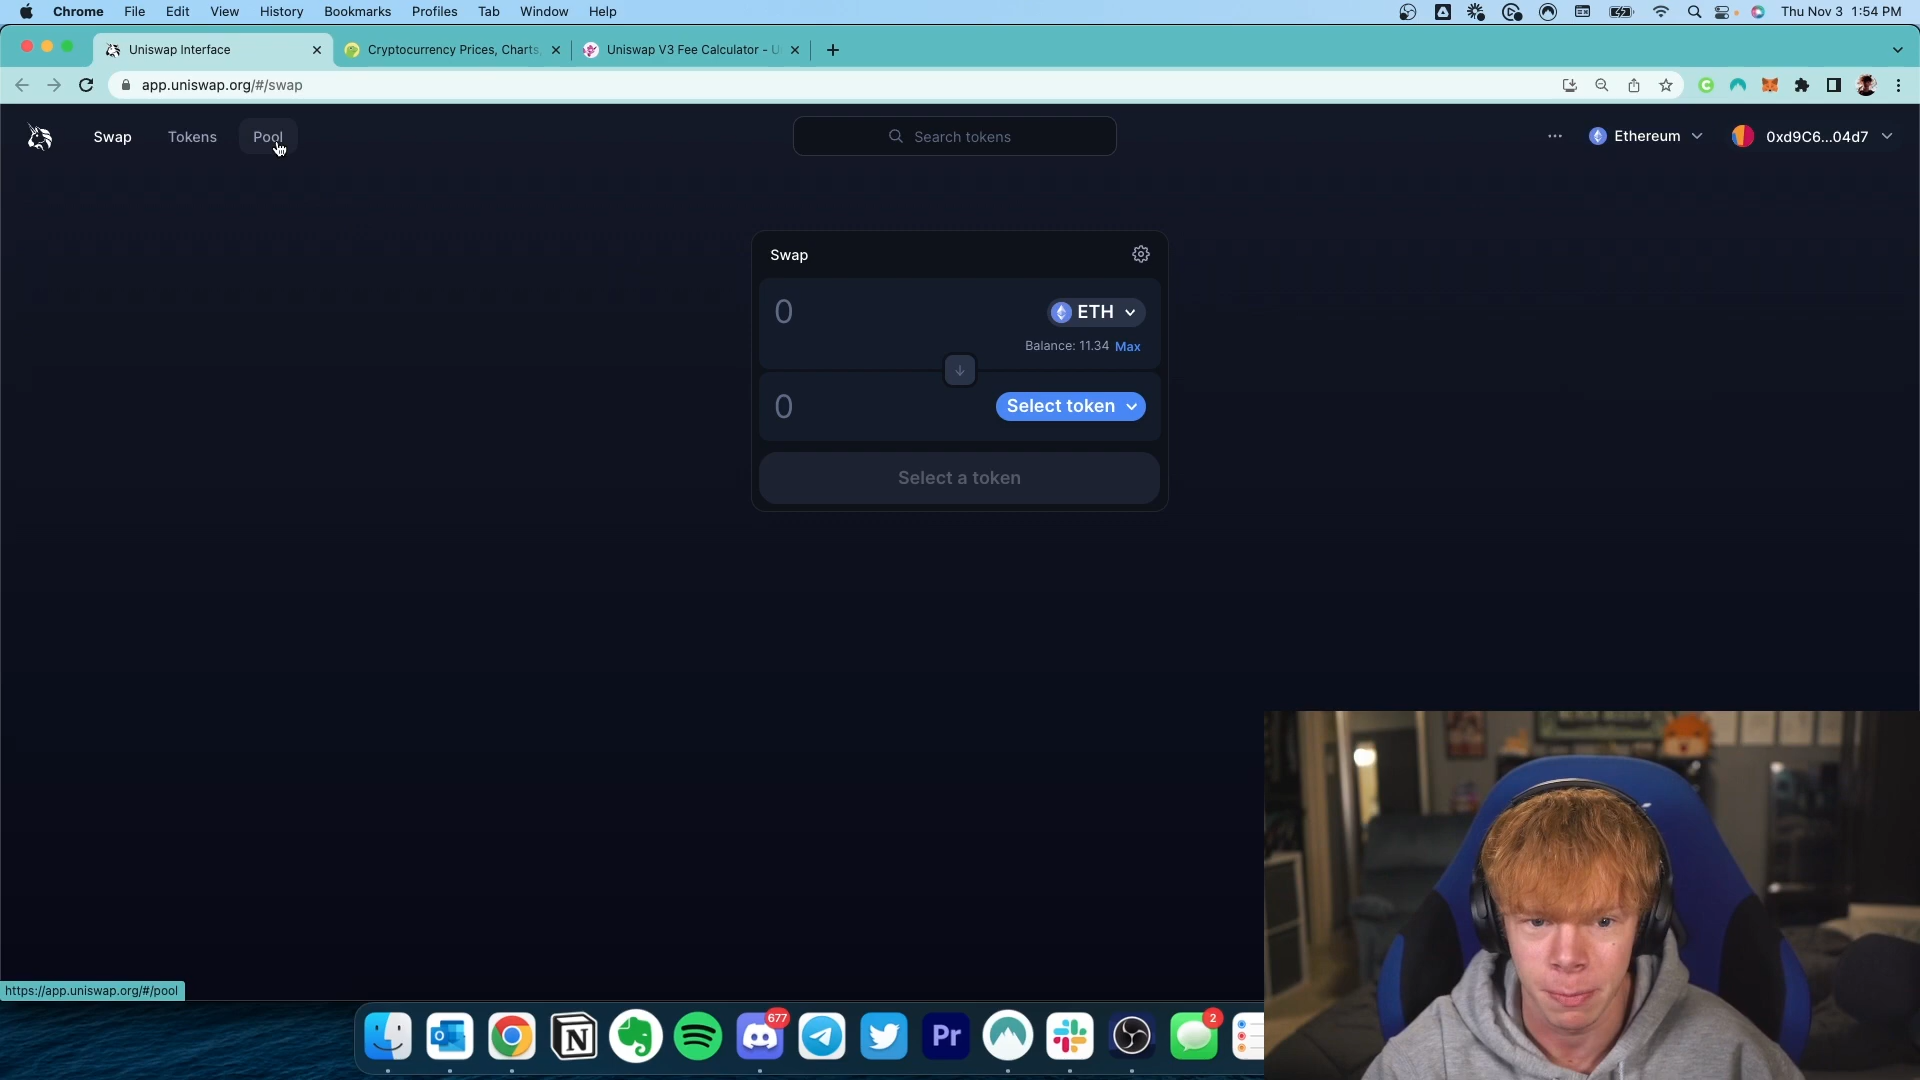 Chrome File Edit View History Bookmarks Profiles Tab Window Help Thu Nov 3 1:54 PM
Uniswap Interface Cryptocurrency Prices, Charts, Uniswap V3 Fee Calculator - U
app.uniswap.org/#/swap
Swap Tokens Pool Search tokens Ethereum 0xd9C6...04d7
Swap
0 ETH
Balance: 11.34 Max
0 Select token
Select a token
https://app.uniswap.org/#/pool
677 2
Pr